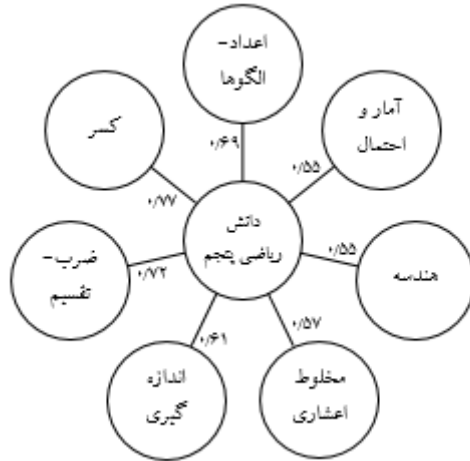 اعداد-
الگوها
آمار و
احتمال
کسر
۰/۶۹
۰/۵۵
۰/۷۷
دانش
ریاضی پنجم
ضرب-
تقسیم
۰/۷۲
۰/۵۵
هندسه
۰/۶۱
۰/۵۷
اندازه
گیری
مخلوط
اعشاری